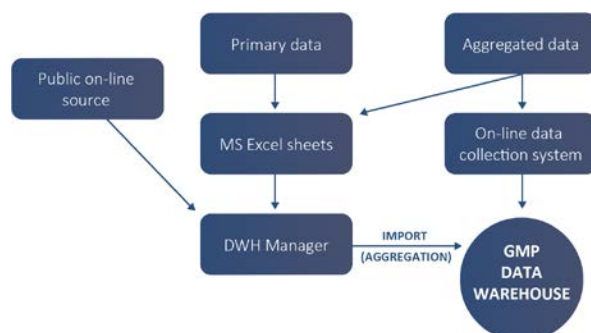 Primary data
Aggregated data
Public on-line
source
MS Excel sheets
On-line data
collection system
DWH Manager
IMPORT
(AGGREGATION)
GMP
DATA
WAREHOUSE